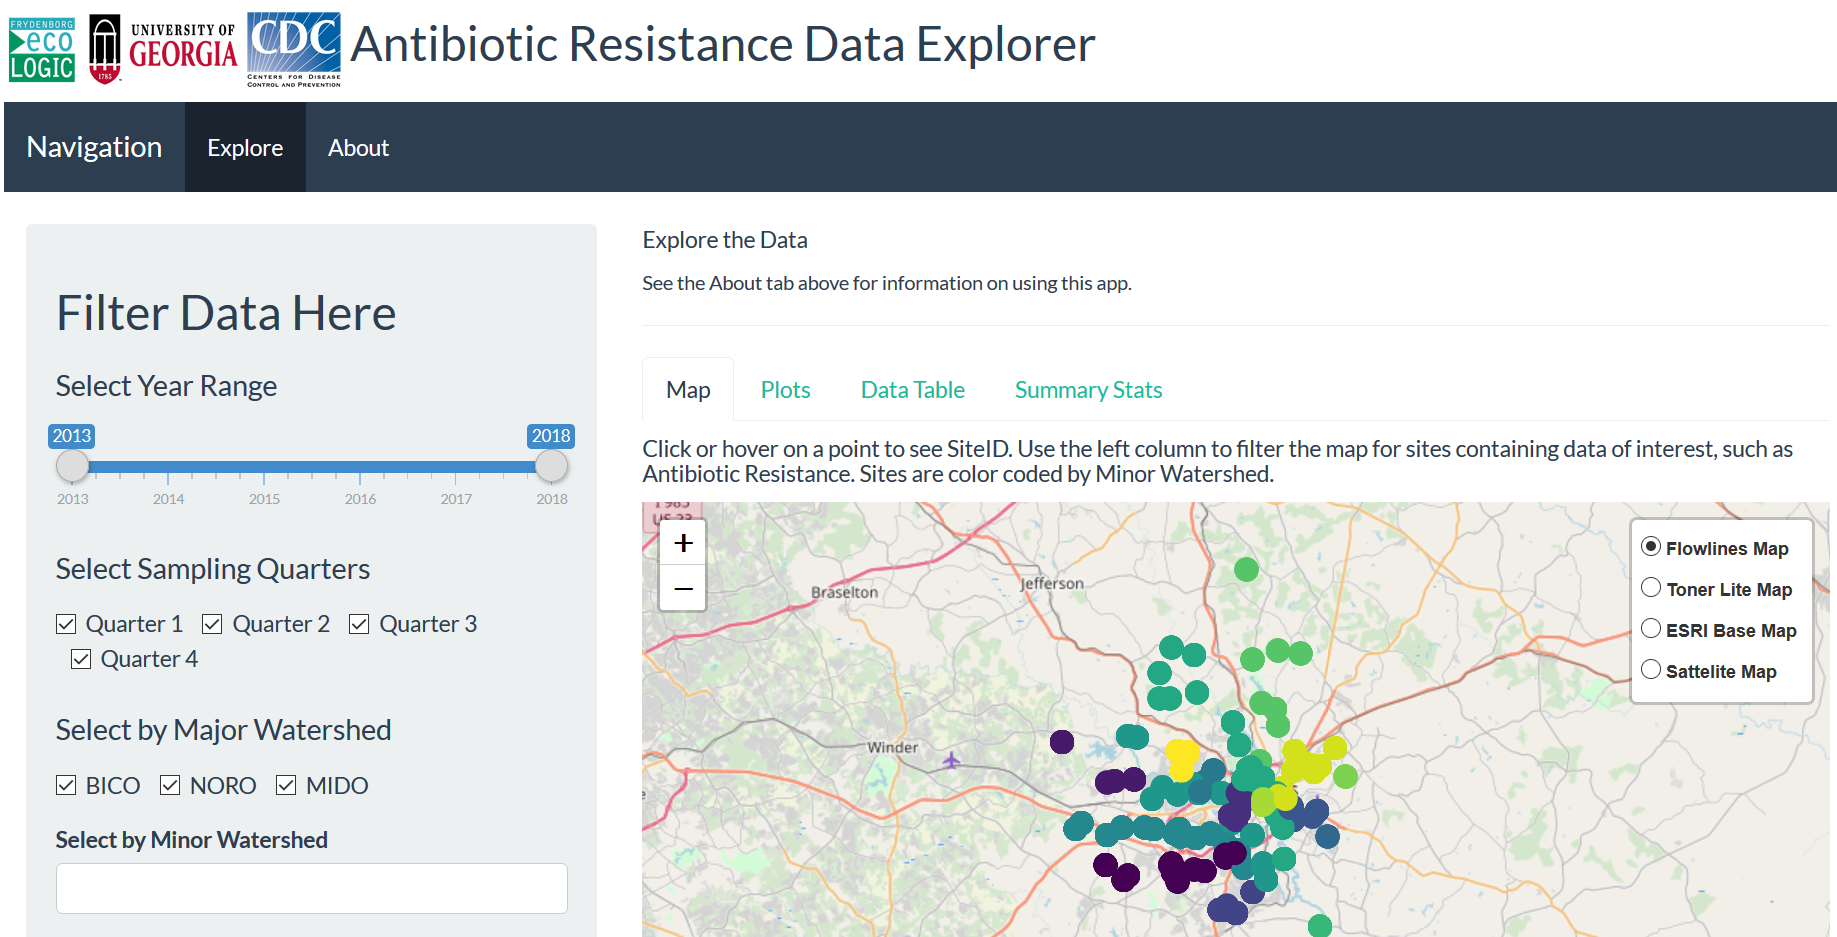 FRYDENBORG
eco
LOGIC
1785
UNIVERSITY OF
GEORGIA
CDC
CENTERS FOR DISEASE
CONTROL AND PREVENTION
Antibiotic Resistance Data Explorer
Navigation
Explore
About
Filter Data Here
Select Year Range
2013
2018
2013
2014
2015
2016
2017
2018
Select Sampling Quarters
Quarter 1
Quarter 2
Quarter 3
Quarter 4
Select by Major Watershed
BICO
NORO
MIDO
Select by Minor Watershed
Explore the Data
See the About tab above for information on using this app.
Map
Plots
Data Table
Summary Stats
Click or hover on a point to see SiteID. Use the left column to filter the map for sites containing data of interest, such as
Antibiotic Resistance. Sites are color coded by Minor Watershed.
I 985
US 23
+
−
Braselton
Jefferson
Winder
Flowlines Map
Toner Lite Map
ESRI Base Map
Sattelite Map